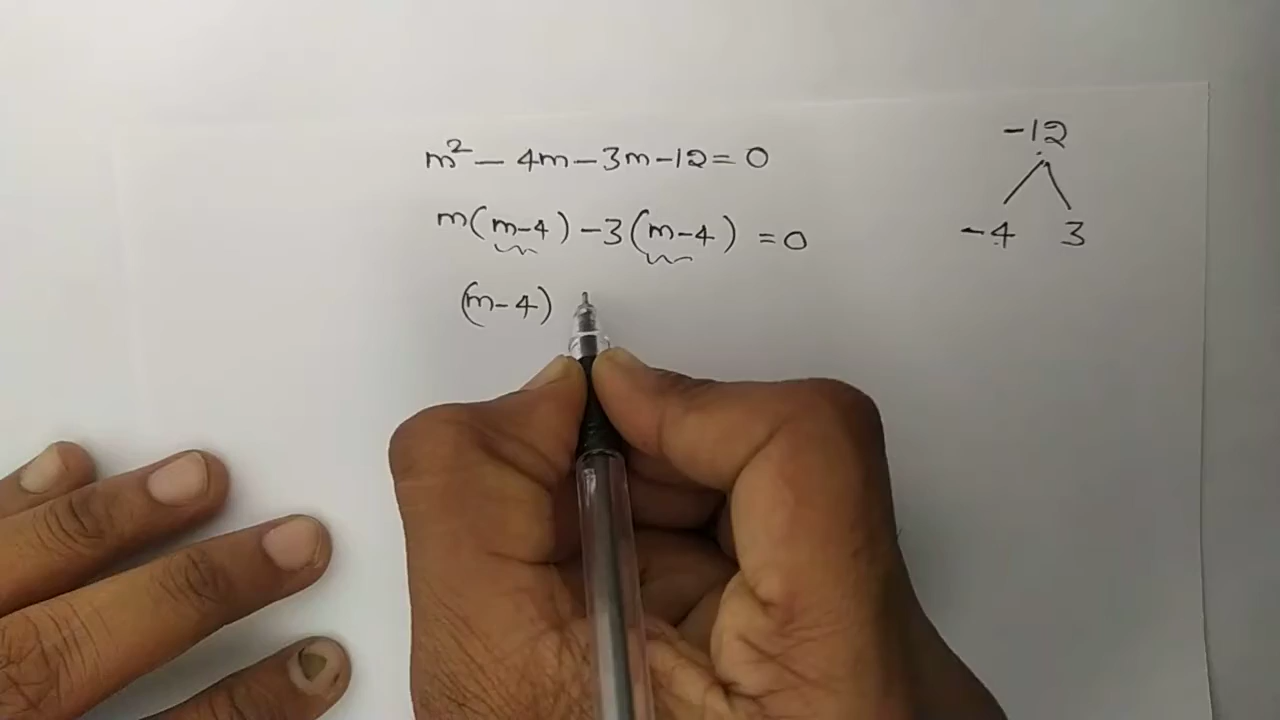 m² - 4m - 3m - 12 = 0
m(m-4) - 3(m-4) = 0
(m-4)
-12
-4 3